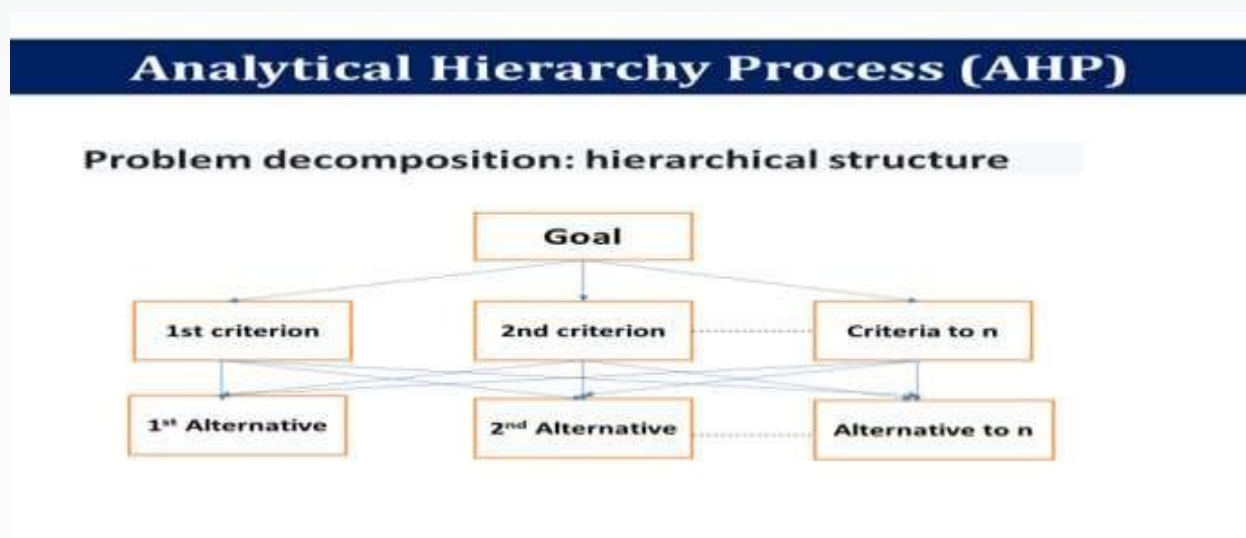 Analytical Hierarchy Process (AHP)
Problem decomposition: hierarchical structure
Goal
1st criterion
2nd criterion
Criteria to n
1st Alternative
2nd Alternative
Alternative to n